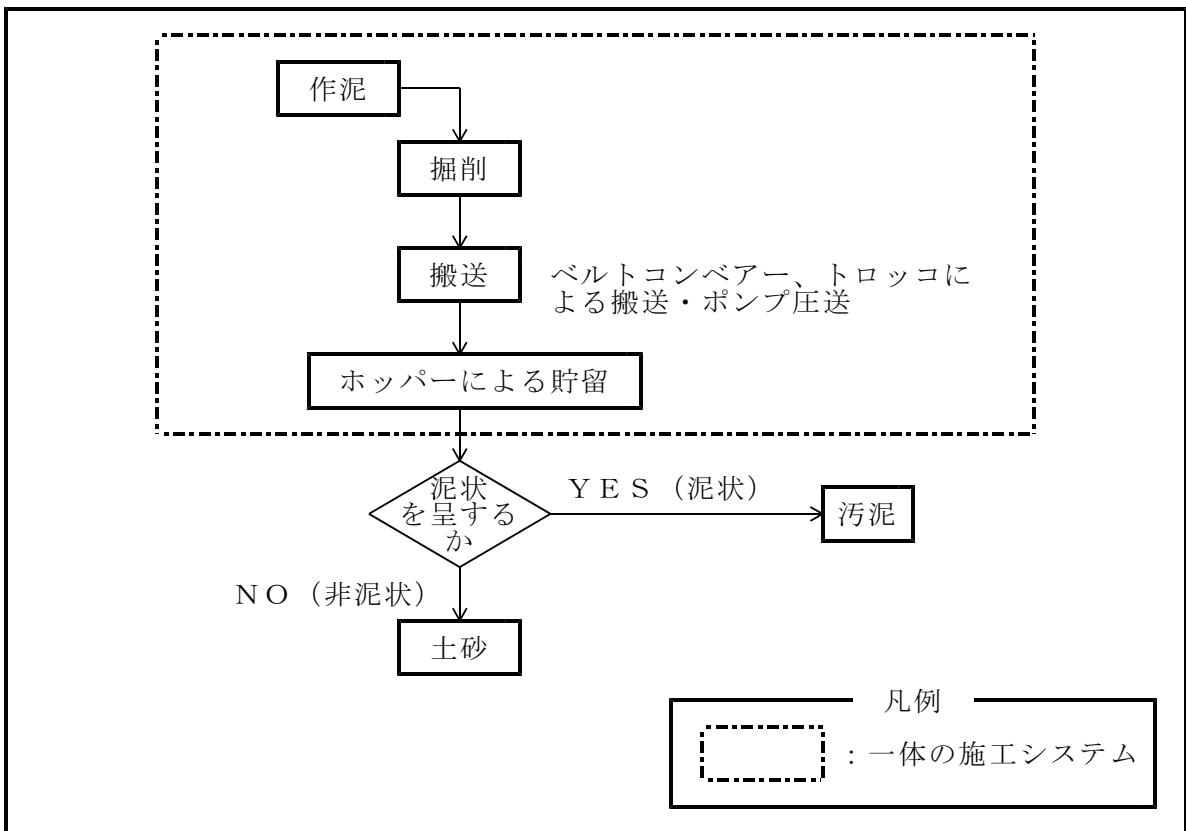 作泥
掘削
搬送
ベルトコンベアー、トロッコに
よる搬送・ポンプ圧送
ホッパーによる貯留
泥状
を呈する
か
ＹＥＳ（泥状）
汚泥
ＮＯ（非泥状）
土砂
凡例
：一体の施工システム